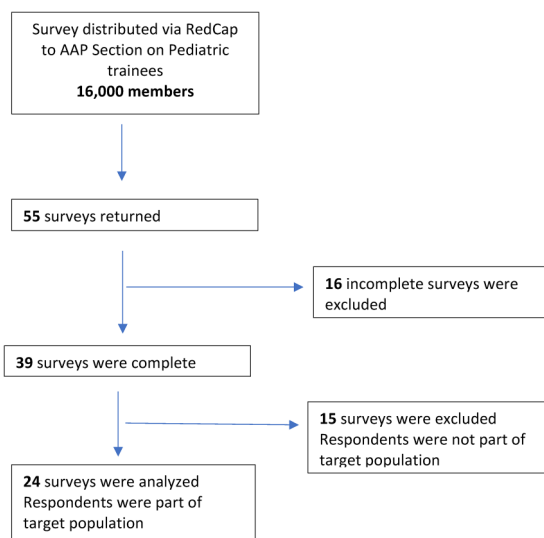 Survey distributed via RedCap
to AAP Section on Pediatric
trainees
16,000 members
55 surveys returned
16 incomplete surveys were
excluded
39 surveys were complete
15 surveys were excluded
Respondents were not part of
target population
24 surveys were analyzed
Respondents were part of
target population